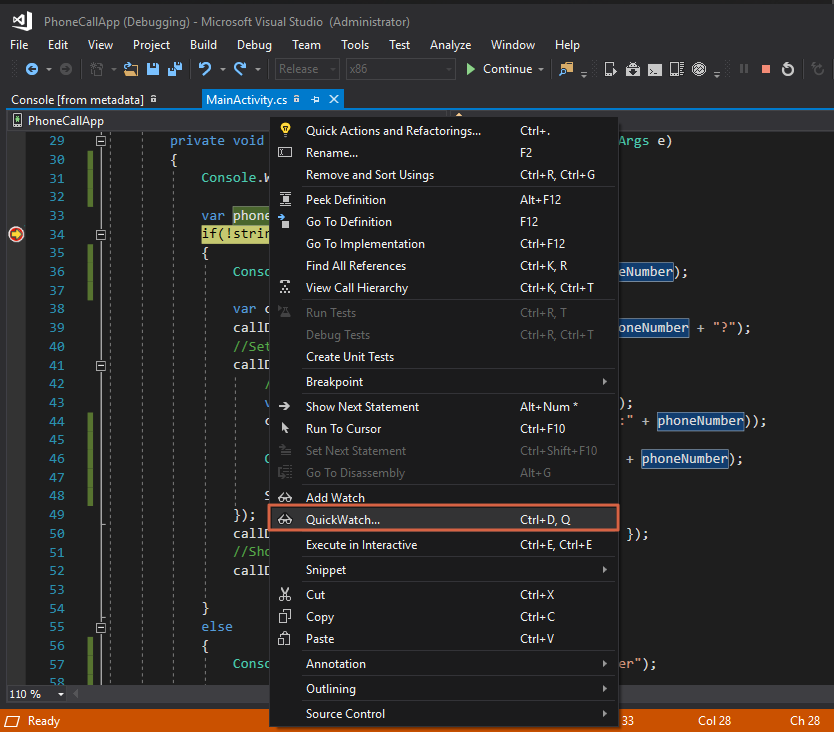 PhoneCallApp (Debugging) - Microsoft Visual Studio (Administrator)
File Edit View Project Build Debug Team Tools Test Analyze Window Help
Release x86 Continue
Console [from metadata] MainActivity.cs
PhoneCallApp
29 private void Args e)
30 {
31 Console.W
32
33 var phone
34 if(!strin
35 {
36 Conso eNumber);
37
38 var c
39 callD oneNumber + "?");
40 //Set
41 callD
42 /
43 v );
44 c :" + phoneNumber));
45
46 C + phoneNumber);
47
48 s
49 });
50 callD });
51 //Sho
52 callD
53
54 }
55 else
56 {
57 Conso er");
58
Quick Actions and Refactorings... Ctrl+.
Rename... F2
Remove and Sort Usings Ctrl+R, Ctrl+G
Peek Definition Alt+F12
Go To Definition F12
Go To Implementation Ctrl+F12
Find All References Ctrl+K, R
View Call Hierarchy Ctrl+K, Ctrl+T
Run Tests Ctrl+R, T
Debug Tests Ctrl+R, Ctrl+T
Create Unit Tests
Breakpoint
Show Next Statement Alt+Num *
Run To Cursor Ctrl+F10
Set Next Statement Ctrl+Shift+F10
Go To Disassembly Alt+G
Add Watch
QuickWatch... Ctrl+D, Q
Execute in Interactive Ctrl+E, Ctrl+E
Snippet
Cut Ctrl+X
Copy Ctrl+C
Paste Ctrl+V
Annotation
Outlining
Source Control
110 %
Ready 33 Col 28 Ch 28